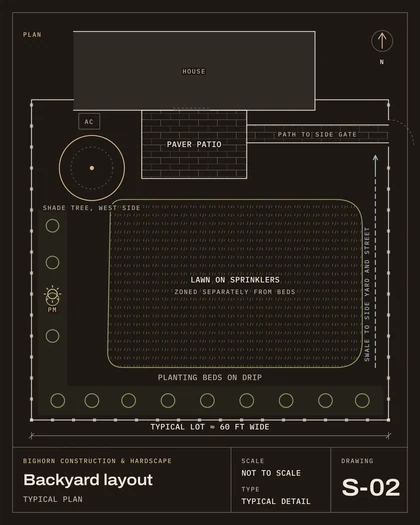 PLAN
HOUSE
N
AC
PATH TO SIDE GATE
PAVER PATIO
SHADE TREE, WEST SIDE
SWALE TO SIDE YARD AND STREET
LAWN ON SPRINKLERS
ZONED SEPARATELY FROM BEDS
PM
PLANTING BEDS ON DRIP
TYPICAL LOT ≈ 60 FT WIDE
BIGHORN CONSTRUCTION & HARDSCAPE
Backyard layout
TYPICAL PLAN
SCALE
NOT TO SCALE
TYPE
TYPICAL DETAIL
DRAWING
S-02